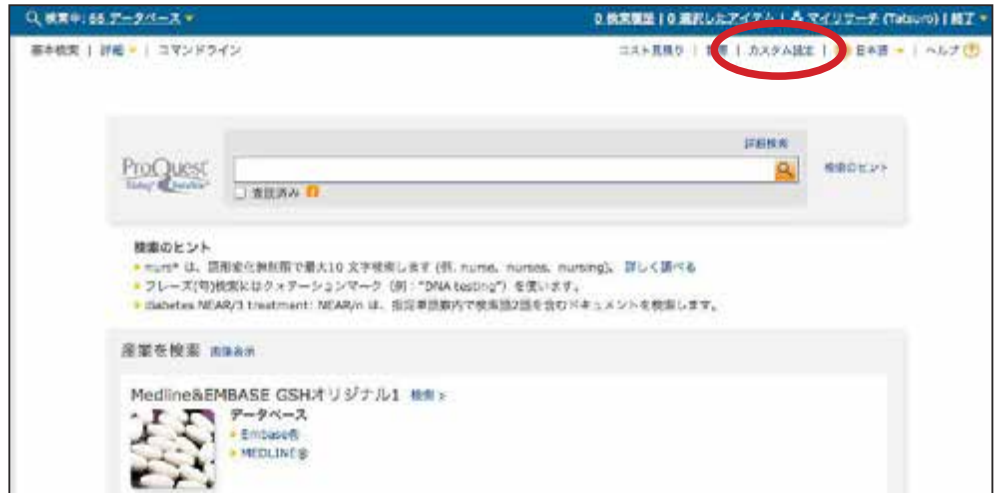 検索中: 65 データベース
0 検索履歴 | 0 選択したアイテム | マイリサーチ (Tatsuro) | 終了
基本検索 | 詳細 | コマンドライン
コスト見積り | | カスタム設定 | 日本語 | ヘルプ
詳細検索
ProQuest
検索のヒント
査読済み
検索のヒント
nurs* は、語形変化無制限で最大10 文字検索します (例, nurse, nurses, nursing)。 詳しく調べる
フレーズ(句)検索にはクォテーションマーク (例: "DNA testing") を使います。
diabetes NEAR/3 treatment: NEAR/n は、指定単語数内で検索語2語を含むドキュメントを検索します。
産業を検索 画像表示
Medline&EMBASE GSHオリジナル1 検索 >
データベース
Embase®
MEDLINE®